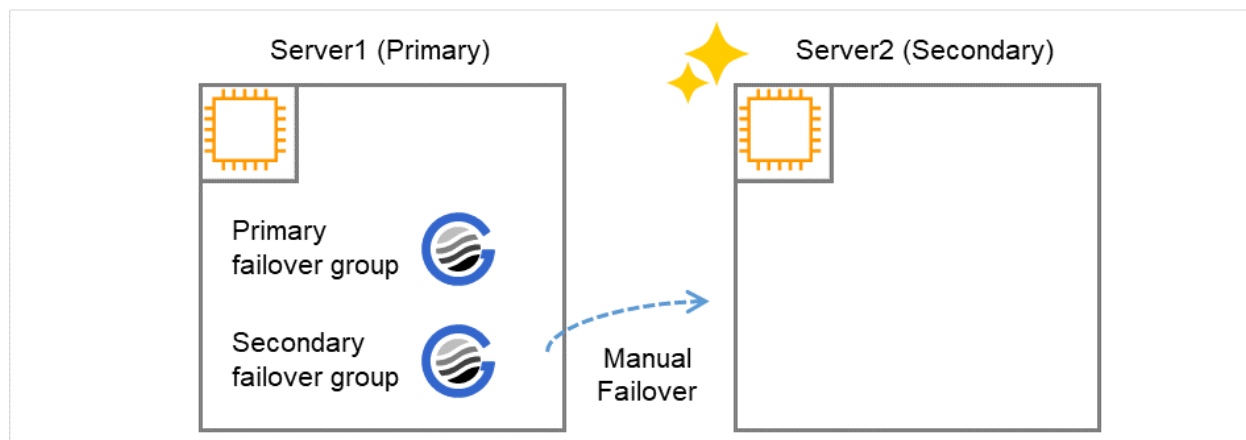 Server1 (Primary)
Server2 (Secondary)
Primary
failover group
Secondary
failover group
Manual
Failover